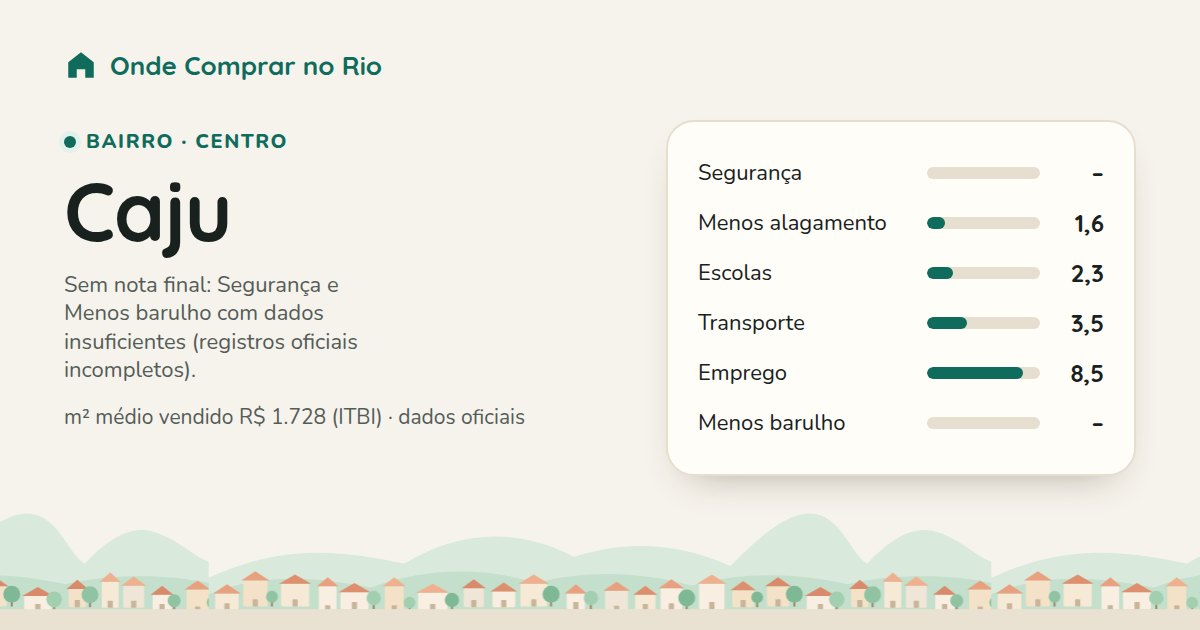 Onde Comprar no Rio
BAIRRO · CENTRO
Caju
Sem nota final: Segurança e
Menos barulho com dados
insuficientes (registros oficiais
incompletos).
m² médio vendido R$ 1.728 (ITBI) · dados oficiais
Segurança –
Menos alagamento 1,6
Escolas 2,3
Transporte 3,5
Emprego 8,5
Menos barulho –